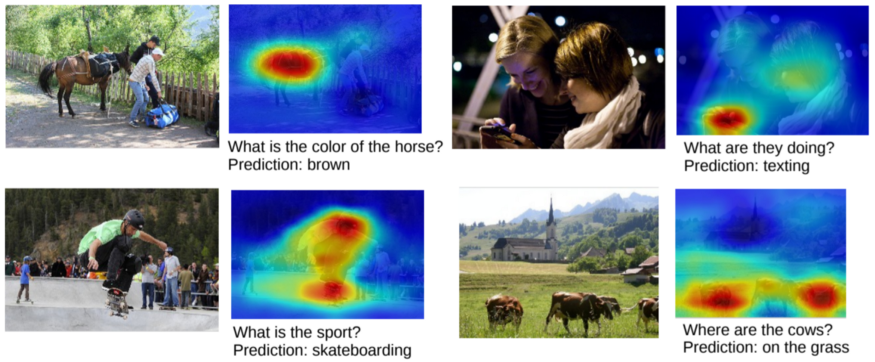 What is the color of the horse?
Prediction: brown
What are they doing?
Prediction: texting
What is the sport?
Prediction: skateboarding
Where are the cows?
Prediction: on the grass